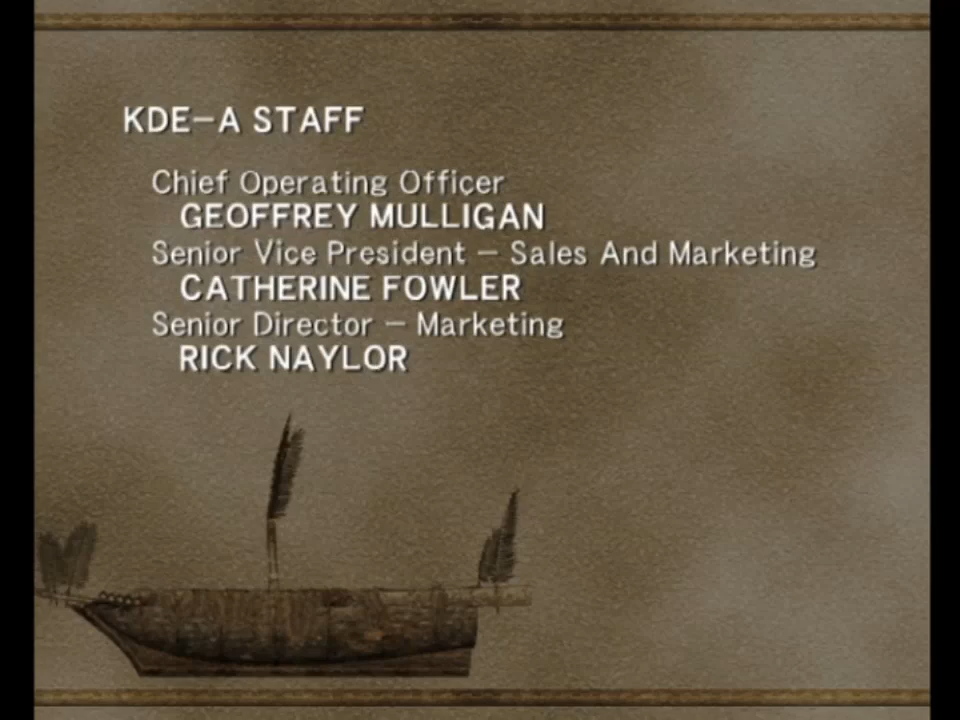 KDE-A STAFF
Chief Operating Officer
GEOFFREY MULLIGAN
Senior Vice President - Sales And Marketing
CATHERINE FOWLER
Senior Director - Marketing
RICK NAYLOR